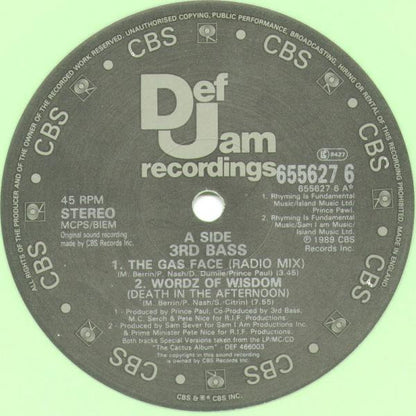 UNAUTHORISED COPYING, PUBLIC PERFORMANCE, BROADCASTING, HIRING OR RENTAL OF THIS RECORDING PROHIBITED.
ALL RIGHTS OF THE PRODUCER AND OF THE OWNER OF THE RECORDED WORK RESERVED.
CBS
CBS
CBS
CBS
CBS
CBS
CBS
CBS
Def
Jam
recordings
655627 6
655627 6 A
45 RPM
STEREO
MCPS/BIEM
Original sound recording
made by CBS Records Inc.
1. Rhyming Is Fundamental
Music/Island Music Ltd/
Prince Pawl
2. Rhyming Is Fundamental
Music/Sam I Am Music/
Island Music Ltd.
℗ 1989 CBS
Records Inc.
A SIDE
3RD BASS
1. THE GAS FACE (RADIO MIX)
(M. Berrin/P. Nash/D. Dumile/Prince Paul) 3.45
2. WORDZ OF WISDOM
(DEATH IN THE AFTERNOON)
(M. Berrin/P. Nash/S. Citrin) 7.55
1 - Produced by Prince Paul, Co-Produced by 3rd Bass,
M.C. Serch & Pete Nice for R.I.F. Productions.
2 - Produced by Sam Sever for Sam I Am Productions Inc
& Prime Minister Pete Nice for R.I.F. Productions.
Both tracks Special Versions taken from the LP/MC/CD
"The Cactus Album" - DEF 466003
The copyright in this sound recording
is owned by CBS Records Inc.
CBS INC.